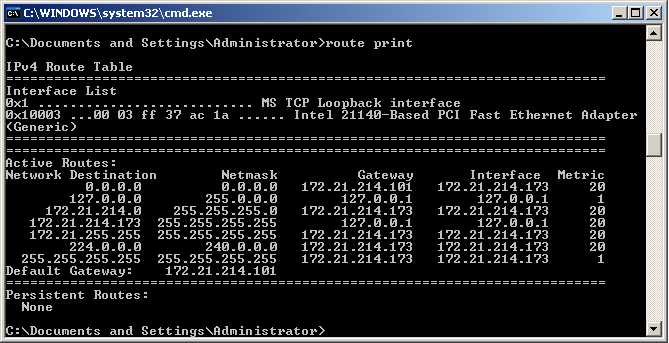 C:\WINDOWS\system32\cmd.exe
C:\Documents and Settings\Administrator>route print
IPv4 Route Table
===========================================================================
Interface List
0x1 ........................... MS TCP Loopback interface
0x10003 ...00 03 ff 37 ac 1a ...... Intel 21140-Based PCI Fast Ethernet Adapter
(Generic)
===========================================================================
===========================================================================
Active Routes:
Network Destination        Netmask          Gateway       Interface  Metric
          0.0.0.0          0.0.0.0   172.21.214.101   172.21.214.173     20
        127.0.0.0        255.0.0.0        127.0.0.1        127.0.0.1      1
     172.21.214.0    255.255.255.0   172.21.214.173   172.21.214.173     20
   172.21.214.173  255.255.255.255        127.0.0.1        127.0.0.1     20
   172.21.255.255  255.255.255.255   172.21.214.173   172.21.214.173     20
        224.0.0.0        240.0.0.0   172.21.214.173   172.21.214.173     20
  255.255.255.255  255.255.255.255   172.21.214.173   172.21.214.173      1
Default Gateway:    172.21.214.101
===========================================================================
Persistent Routes:
  None
C:\Documents and Settings\Administrator>